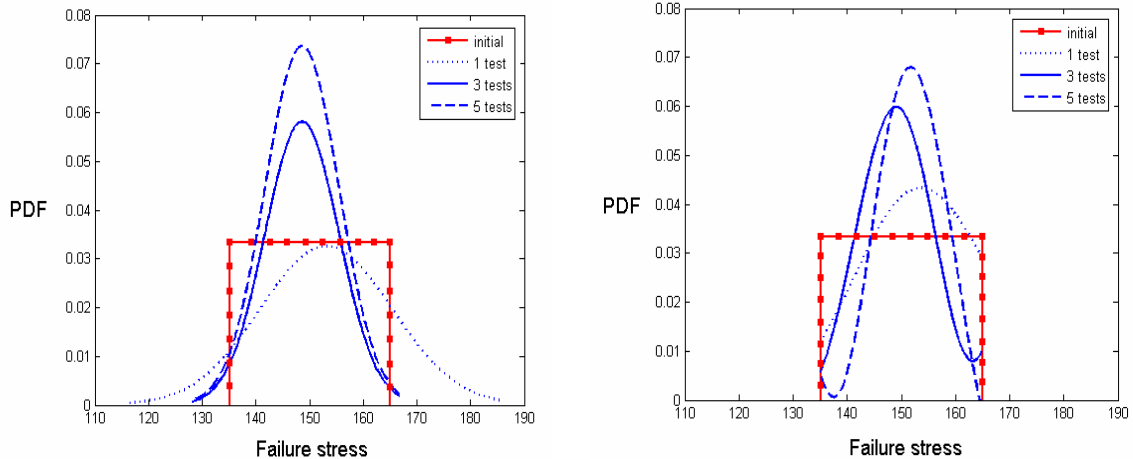 0.08
0.07
0.06
0.05
0.04
0.03
0.02
0.01
0
PDF
110 120 130 140 150 160 170 180 190
Failure stress
initial
1 test
3 tests
5 tests
0.08
0.07
0.06
0.05
0.04
0.03
0.02
0.01
0
PDF
110 120 130 140 150 160 170 180 190
Failure stress
initial
1 test
3 tests
5 tests